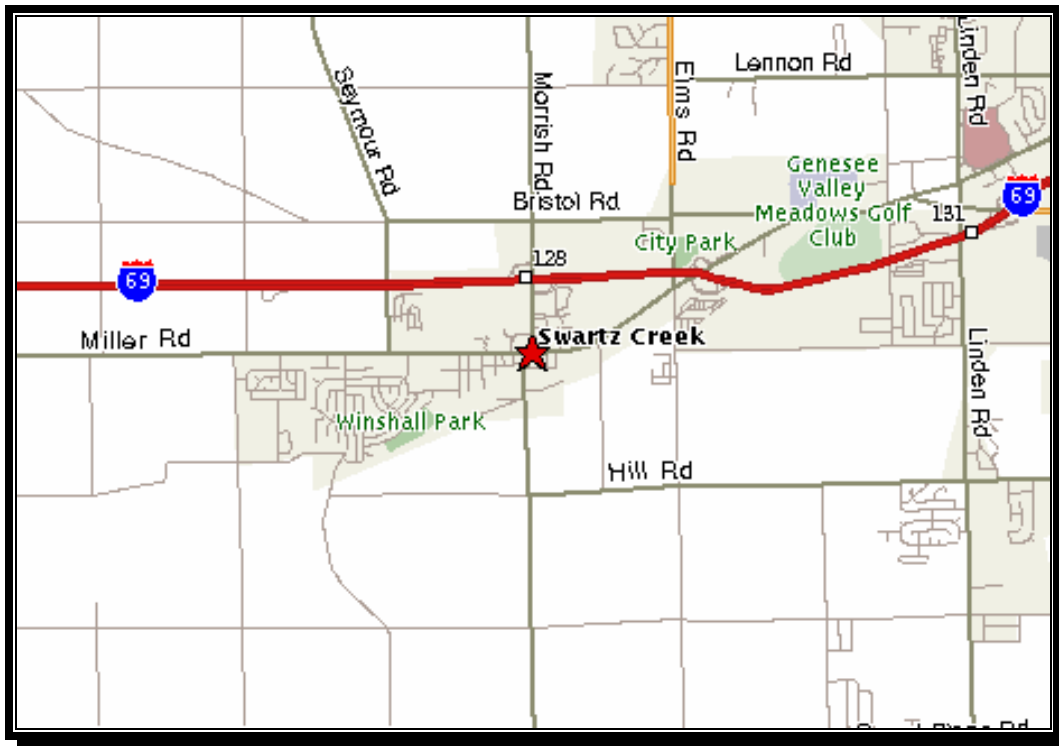 Lennon Rd
Linden Rd
Seymour Rd
Morrish Rd
Elms Rd
Genesee
Valley
Meadows Golf
Club
Bristol Rd
69
131
City Park
128
69
Miller Rd
Swartz Creek
Linden Rd
Winshall Park
Hill Rd
Rd